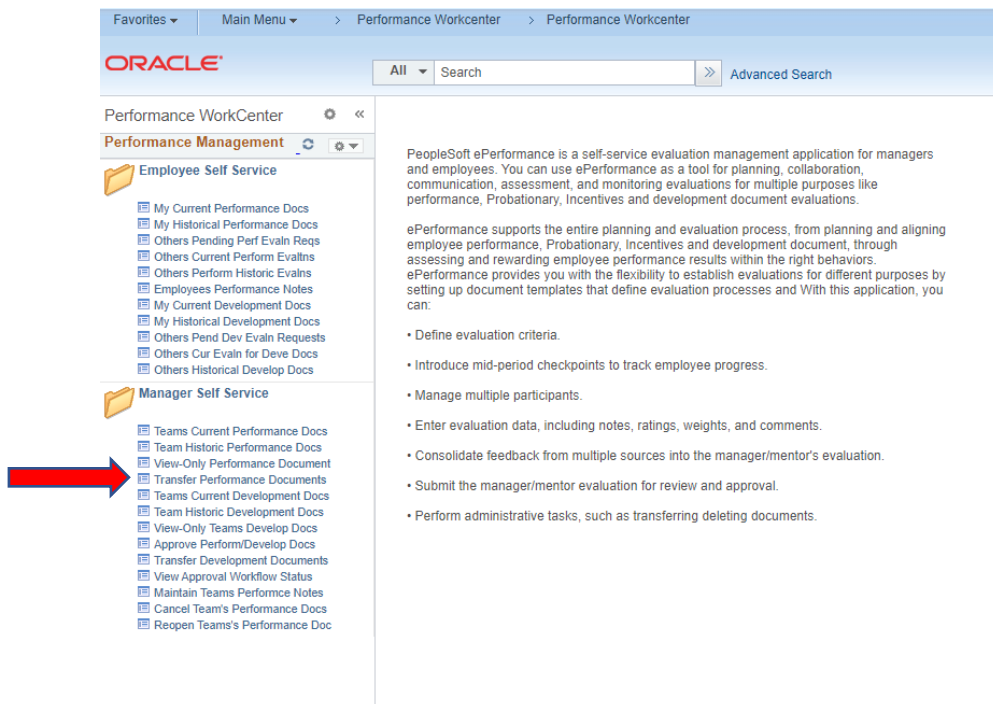 Favorites Main Menu > Performance Workcenter > Performance Workcenter
ORACLE
All Search » Advanced Search
Performance WorkCenter «
Performance Management
Employee Self Service
My Current Performance Docs
My Historical Performance Docs
Others Pending Perf Evaln Reqs
Others Current Perform Evaltns
Others Perform Historic Evalns
Employees Performance Notes
My Current Development Docs
My Historical Development Docs
Others Pend Dev Evaln Requests
Others Cur Evaln for Deve Docs
Others Historical Develop Docs
Manager Self Service
Teams Current Performance Docs
Team Historic Performance Docs
View-Only Performance Document
Transfer Performance Documents
Teams Current Development Docs
Team Historic Development Docs
View-Only Teams Develop Docs
Approve Perform/Develop Docs
Transfer Development Documents
View Approval Workflow Status
Maintain Teams Performce Notes
Cancel Team's Performance Docs
Reopen Teams's Performance Doc
PeopleSoft ePerformance is a self-service evaluation management application for managers
and employees. You can use ePerformance as a tool for planning, collaboration,
communication, assessment, and monitoring evaluations for multiple purposes like
performance, Probationary, Incentives and development document evaluations.
ePerformance supports the entire planning and evaluation process, from planning and aligning
employee performance, Probationary, Incentives and development document, through
assessing and rewarding employee performance results within the right behaviors.
ePerformance provides you with the flexibility to establish evaluations for different purposes by
setting up document templates that define evaluation processes and With this application, you
can:
• Define evaluation criteria.
• Introduce mid-period checkpoints to track employee progress.
• Manage multiple participants.
• Enter evaluation data, including notes, ratings, weights, and comments.
• Consolidate feedback from multiple sources into the manager/mentor's evaluation.
• Submit the manager/mentor evaluation for review and approval.
• Perform administrative tasks, such as transferring deleting documents.